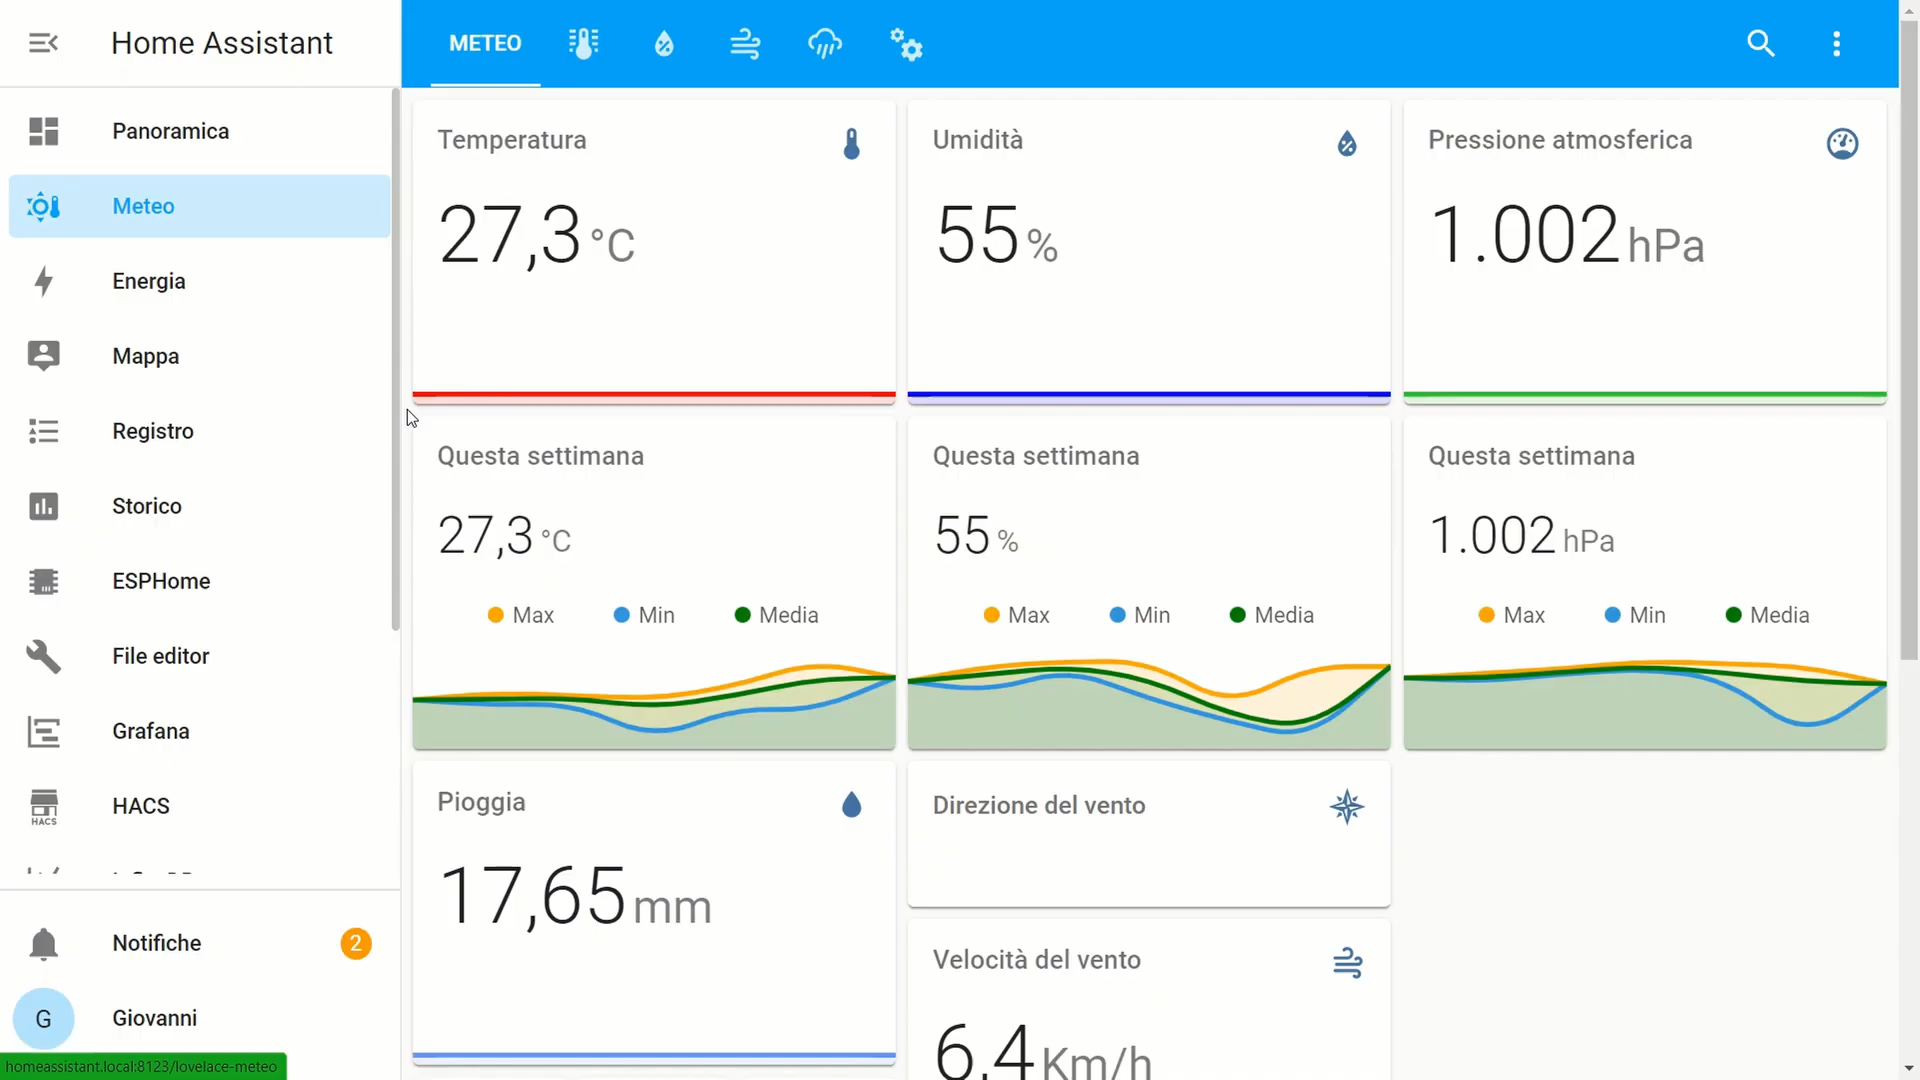 Home Assistant
METEO
Panoramica
Meteo
Energia
Mappa
Registro
Storico
ESPHome
File editor
Grafana
HACS
HACS
Notifiche
2
G
Giovanni
homeassistant.local:8123/lovelace-meteo
Temperatura
27,3 °C
Umidità
55 %
Pressione atmosferica
1.002 hPa
Questa settimana
27,3 °C
Max Min Media
Questa settimana
55 %
Max Min Media
Questa settimana
1.002 hPa
Max Min Media
Pioggia
17,65 mm
Direzione del vento
Velocità del vento
6,4 Km/h